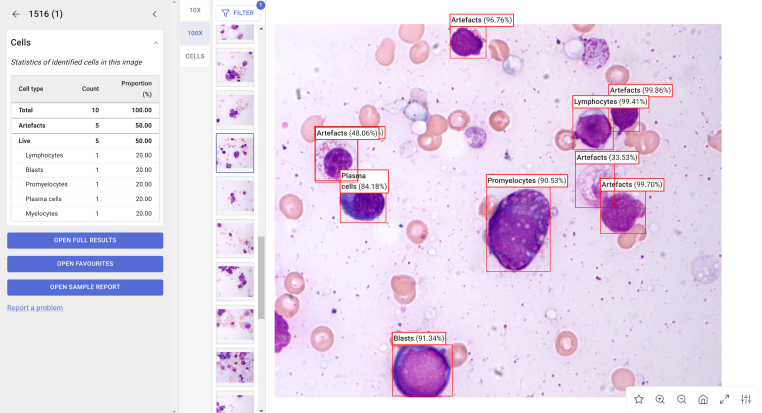 1516 (1)
Cells
Statistics of identified cells in this image
Cell type Count Proportion (%)
Total 10 100.00
Artefacts 5 50.00
Live 5 50.00
Lymphocytes 1 20.00
Blasts 1 20.00
Promyelocytes 1 20.00
Plasma cells 1 20.00
Myelocytes 1 20.00
OPEN FULL RESULTS
OPEN FAVOURITES
OPEN SAMPLE REPORT
Report a problem
10X
100X
CELLS
FILTER
1
Artefacts (96.76%)
Artefacts (99.86%)
Lymphocytes (99.41%)
Artefacts (48.06%)
Artefacts (33.53%)
Plasma
cells (84.18%)
Promyelocytes (90.53%)
Artefacts (99.70%)
Blasts (91.34%)